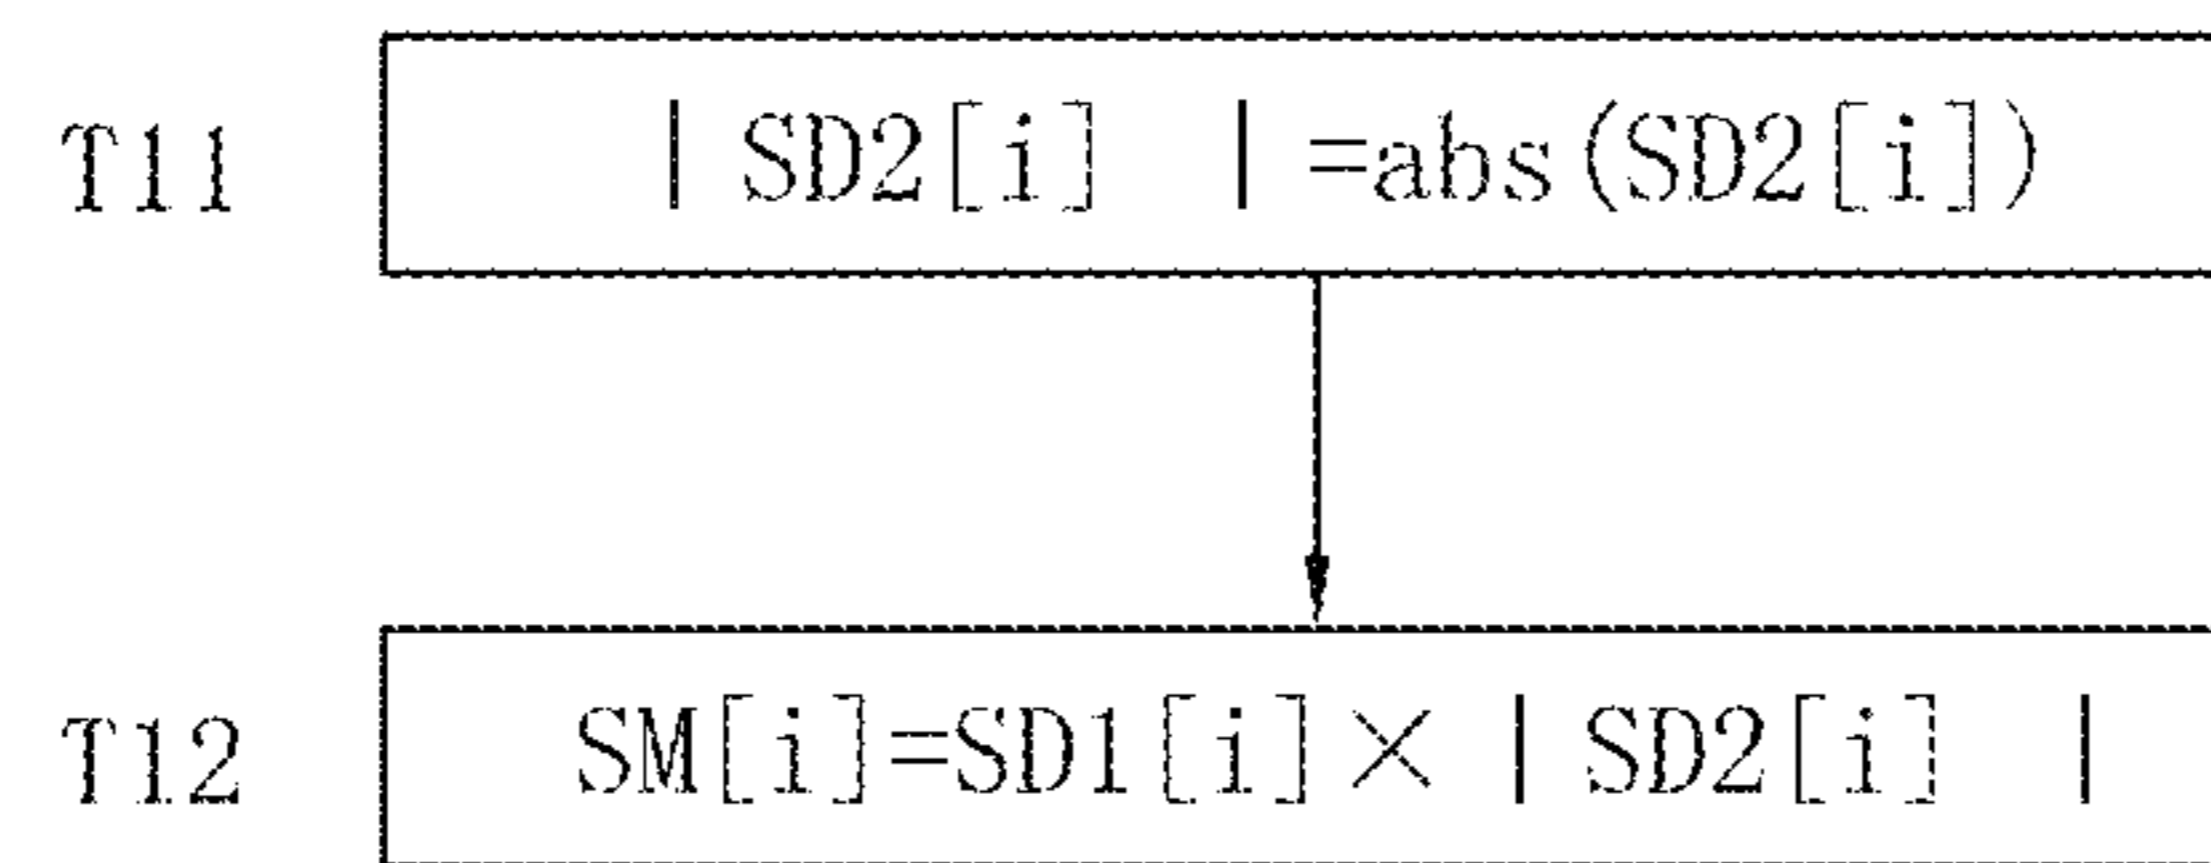 T11 | SD2[i] |=abs(SD2[i])
T12 SM[i]=SD1[i]×| SD2[i] |